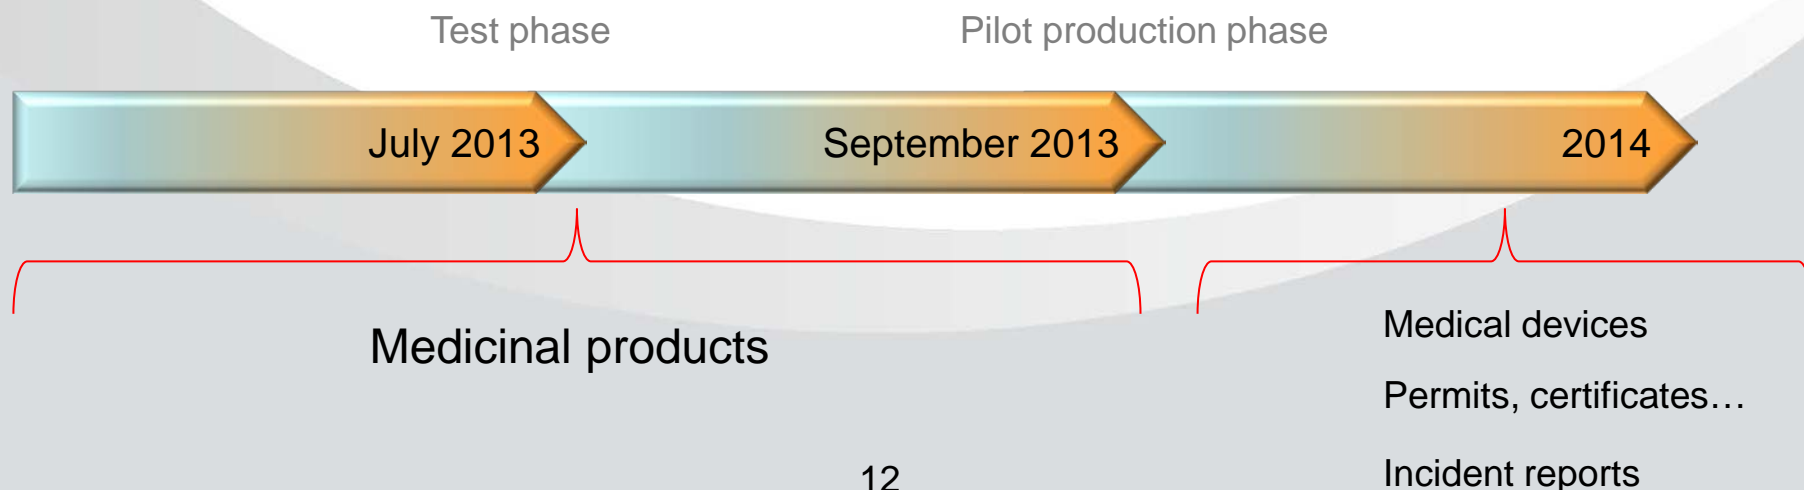 Test phase
Pilot production phase
July 2013
September 2013
2014
Medicinal products
Medical devices
Permits, certificates…
Incident reports
12